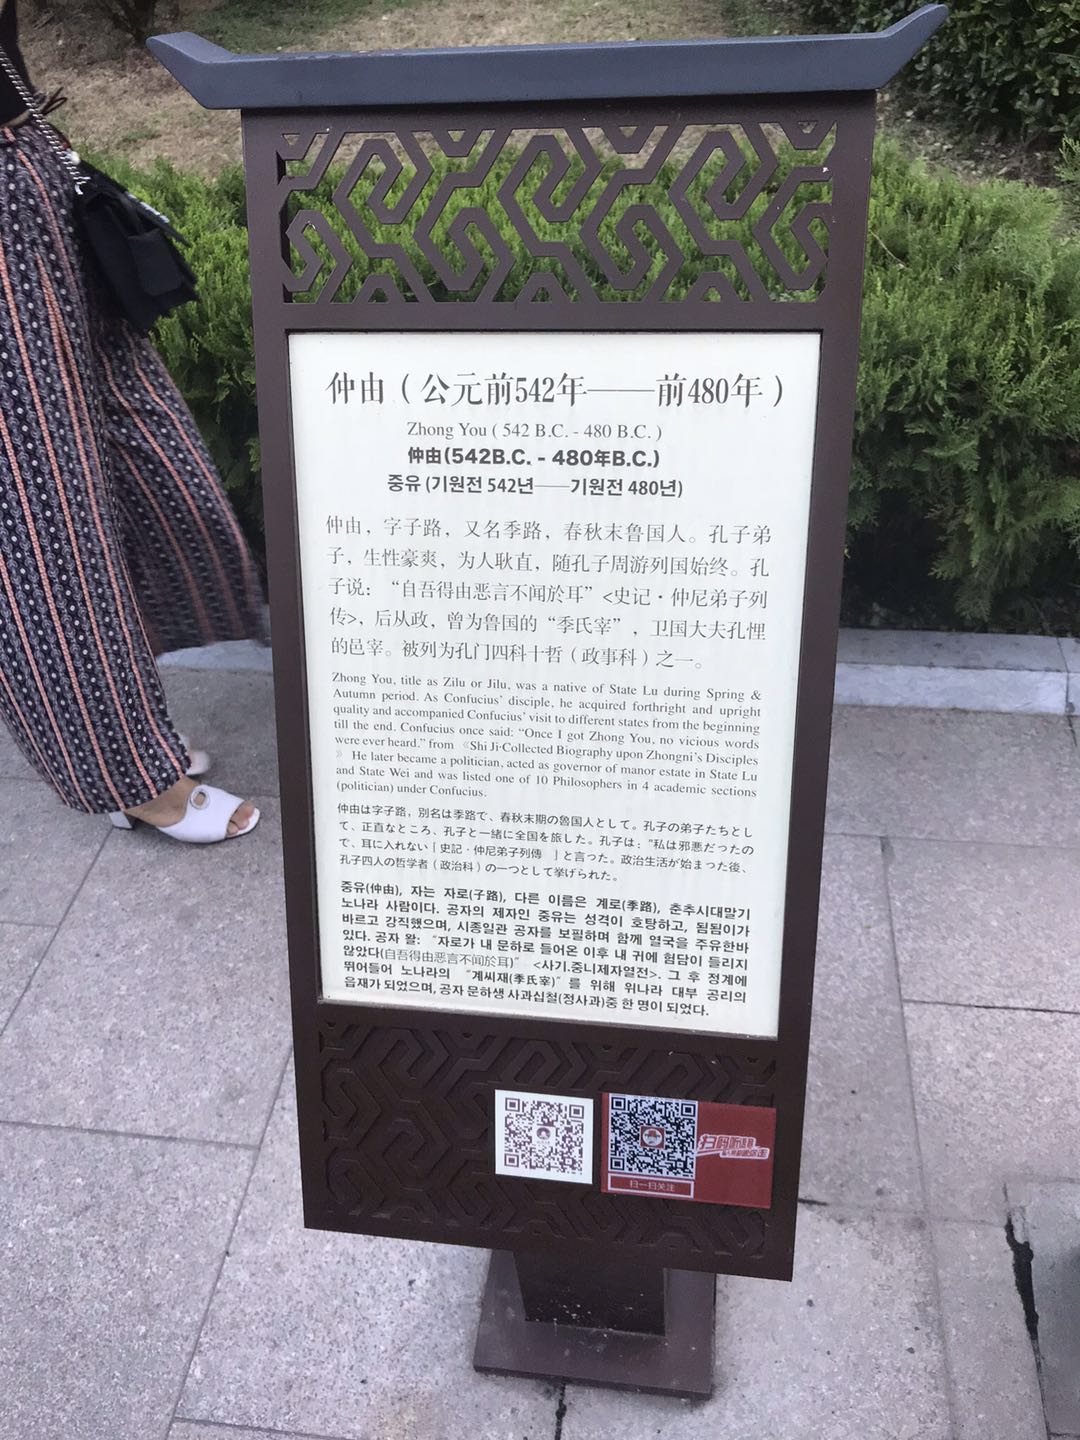 仲由（公元前542年——前480年）
Zhong You ( 542 B.C. - 480 B.C. )
仲由(542B.C. - 480年B.C.)
중유 (기원전 542년——기원전 480년)
仲由，字子路，又名季路，春秋末鲁国人。孔子弟
子，生性豪爽，为人耿直，随孔子周游列国始终。孔
子说：“自吾得由恶言不闻於耳”<史记·仲尼弟子列
传>，后从政，曾为鲁国的“季氏宰”，卫国大夫孔悝
的邑宰。被列为孔门四科十哲（政事科）之一。
Zhong You, title as Zilu or Jilu, was a native of State Lu during Spring &
Autumn period. As Confucius' disciple, he acquired forthright and upright
quality and accompanied Confucius' visit to different states from the beginning
till the end. Confucius once said: “Once I got Zhong You, no vicious words
were ever heard.” from 《Shi Ji·Collected Biography upon Zhongni's Disciples
》 He later became a politician, acted as governor of manor estate in State Lu
and State Wei and was listed one of 10 Philosophers in 4 academic sections
(politician) under Confucius.
仲由は字子路，別名は季路で、春秋末期の魯国人として。孔子の弟子たちとし
て、正直なところ、孔子と一緒に全国を旅した。孔子は："私は邪悪だったの
で、耳に入れない「史記·仲尼弟子列傳 」と言った。政治生活が始まった後、
孔子四人の哲学者（政治科）の一つとして挙げられた。
중유(仲由), 자는 자로(子路), 다른 이름은 계로(季路), 춘추시대말기
노나라 사람이다. 공자의 제자인 중유는 성격이 호탕하고, 됨됨이가
바르고 강직했으며, 시종일관 공자를 보필하며 함께 열국을 주유한바
있다. 공자 왈: “자로가 내 문하로 들어온 이후 내 귀에 험담이 들리지
않았다(自吾得由恶言不闻於耳)” <사기.중니제자열전>. 그 후 정계에
뛰어들어 노나라의 “계씨재(季氏宰)”를 위해 위나라 대부 공리의
읍재가 되었으며, 공자 문하생 사과십철(정사과)중 한 명이 되었다.
扫码听语音
扫一扫关注